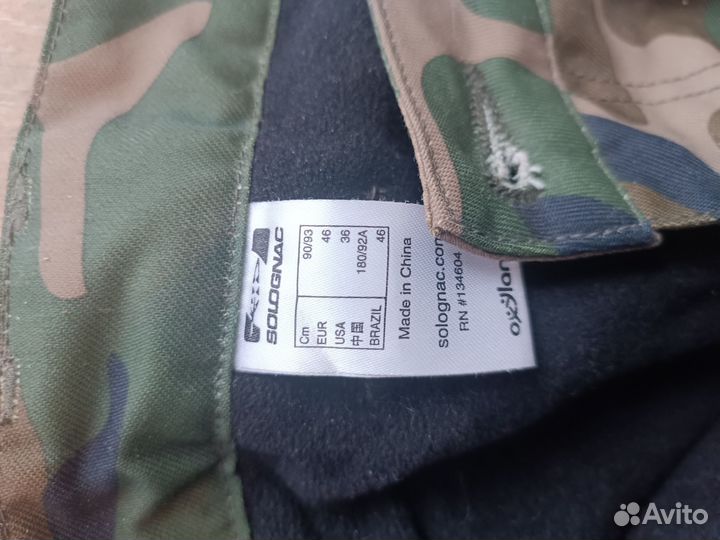 SOLOGNAC
Cm 90/93
EUR 46
USA 36
中国 180/92A
BRAZIL 46
Made in China
solognac.com
RN #134604
Avito